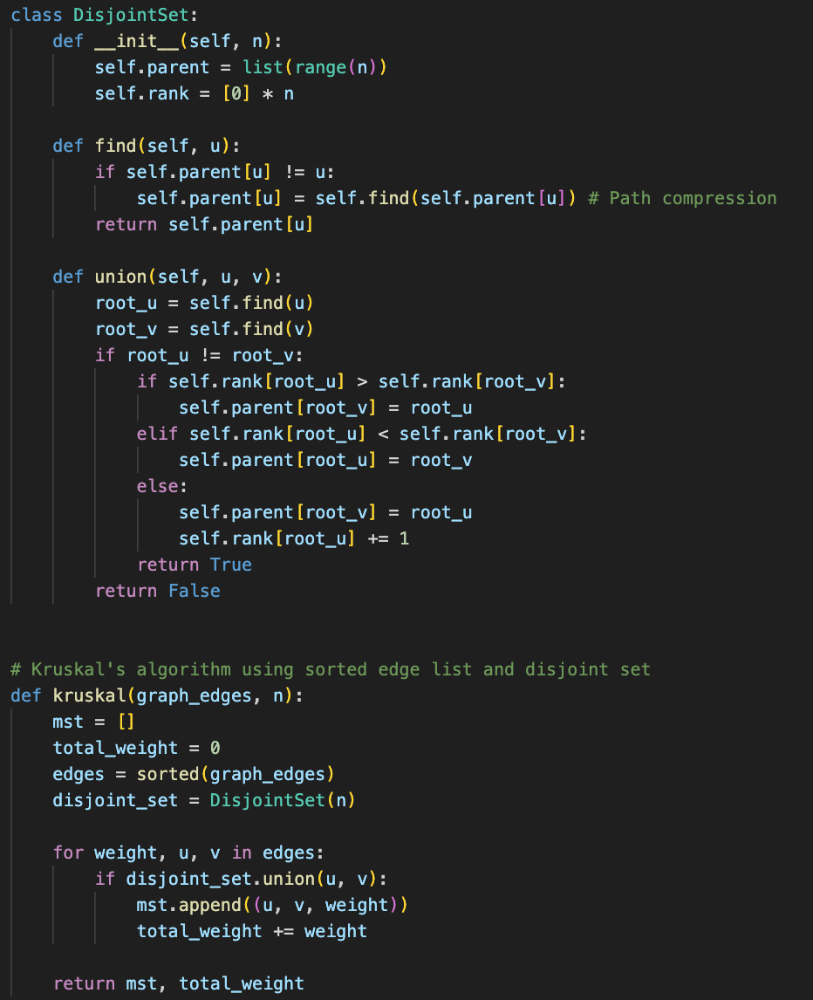 class DisjointSet:
    def __init__(self, n):
        self.parent = list(range(n))
        self.rank = [0] * n

    def find(self, u):
        if self.parent[u] != u:
            self.parent[u] = self.find(self.parent[u]) # Path compression
        return self.parent[u]

    def union(self, u, v):
        root_u = self.find(u)
        root_v = self.find(v)
        if root_u != root_v:
            if self.rank[root_u] > self.rank[root_v]:
                self.parent[root_v] = root_u
            elif self.rank[root_u] < self.rank[root_v]:
                self.parent[root_u] = root_v
            else:
                self.parent[root_v] = root_u
                self.rank[root_u] += 1
            return True
        return False


# Kruskal's algorithm using sorted edge list and disjoint set
def kruskal(graph_edges, n):
    mst = []
    total_weight = 0
    edges = sorted(graph_edges)
    disjoint_set = DisjointSet(n)

    for weight, u, v in edges:
        if disjoint_set.union(u, v):
            mst.append((u, v, weight))
            total_weight += weight

    return mst, total_weight